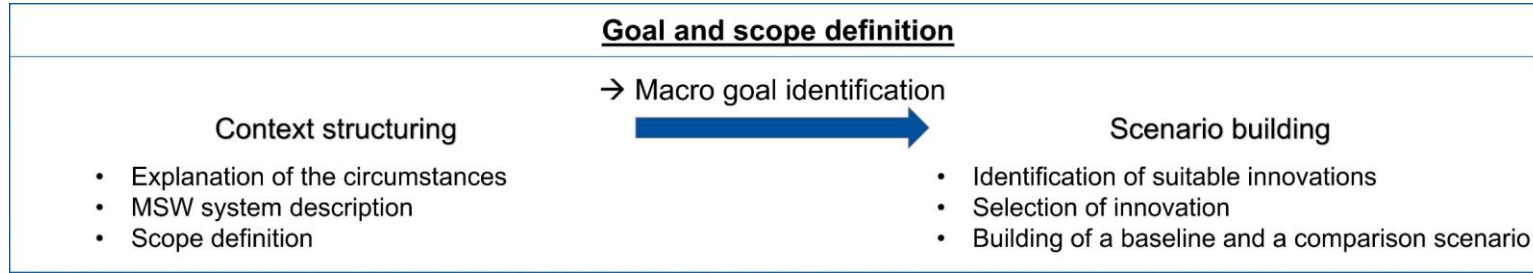 Goal and scope definition
→ Macro goal identification
Context structuring
• Explanation of the circumstances
• MSW system description
• Scope definition
Scenario building
• Identification of suitable innovations
• Selection of innovation
• Building of a baseline and a comparison scenario